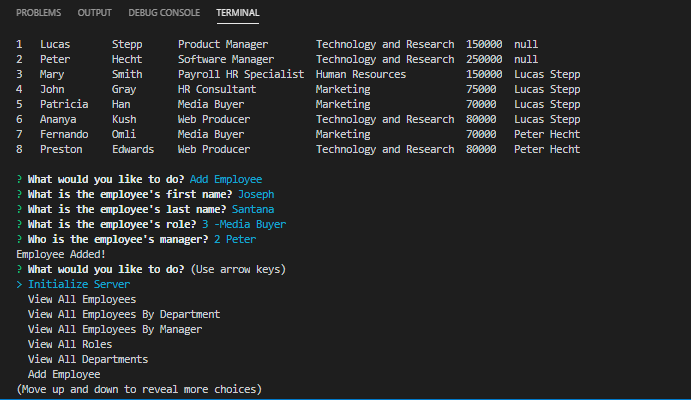 PROBLEMS OUTPUT DEBUG CONSOLE TERMINAL
1 Lucas Stepp Product Manager Technology and Research 150000 null
2 Peter Hecht Software Manager Technology and Research 250000 null
3 Mary Smith Payroll HR Specialist Human Resources 150000 Lucas Stepp
4 John Gray HR Consultant Marketing 75000 Lucas Stepp
5 Patricia Han Media Buyer Marketing 70000 Lucas Stepp
6 Ananya Kush Web Producer Technology and Research 80000 Lucas Stepp
7 Fernando Omli Media Buyer Marketing 70000 Peter Hecht
8 Preston Edwards Web Producer Technology and Research 80000 Peter Hecht
? What would you like to do? Add Employee
? What is the employee's first name? Joseph
? What is the employee's last name? Santana
? What is the employee's role? 3 -Media Buyer
? Who is the employee's manager? 2 Peter
Employee Added!
? What would you like to do? (Use arrow keys)
> Initialize Server
View All Employees
View All Employees By Department
View All Employees By Manager
View All Roles
View All Departments
Add Employee
(Move up and down to reveal more choices)